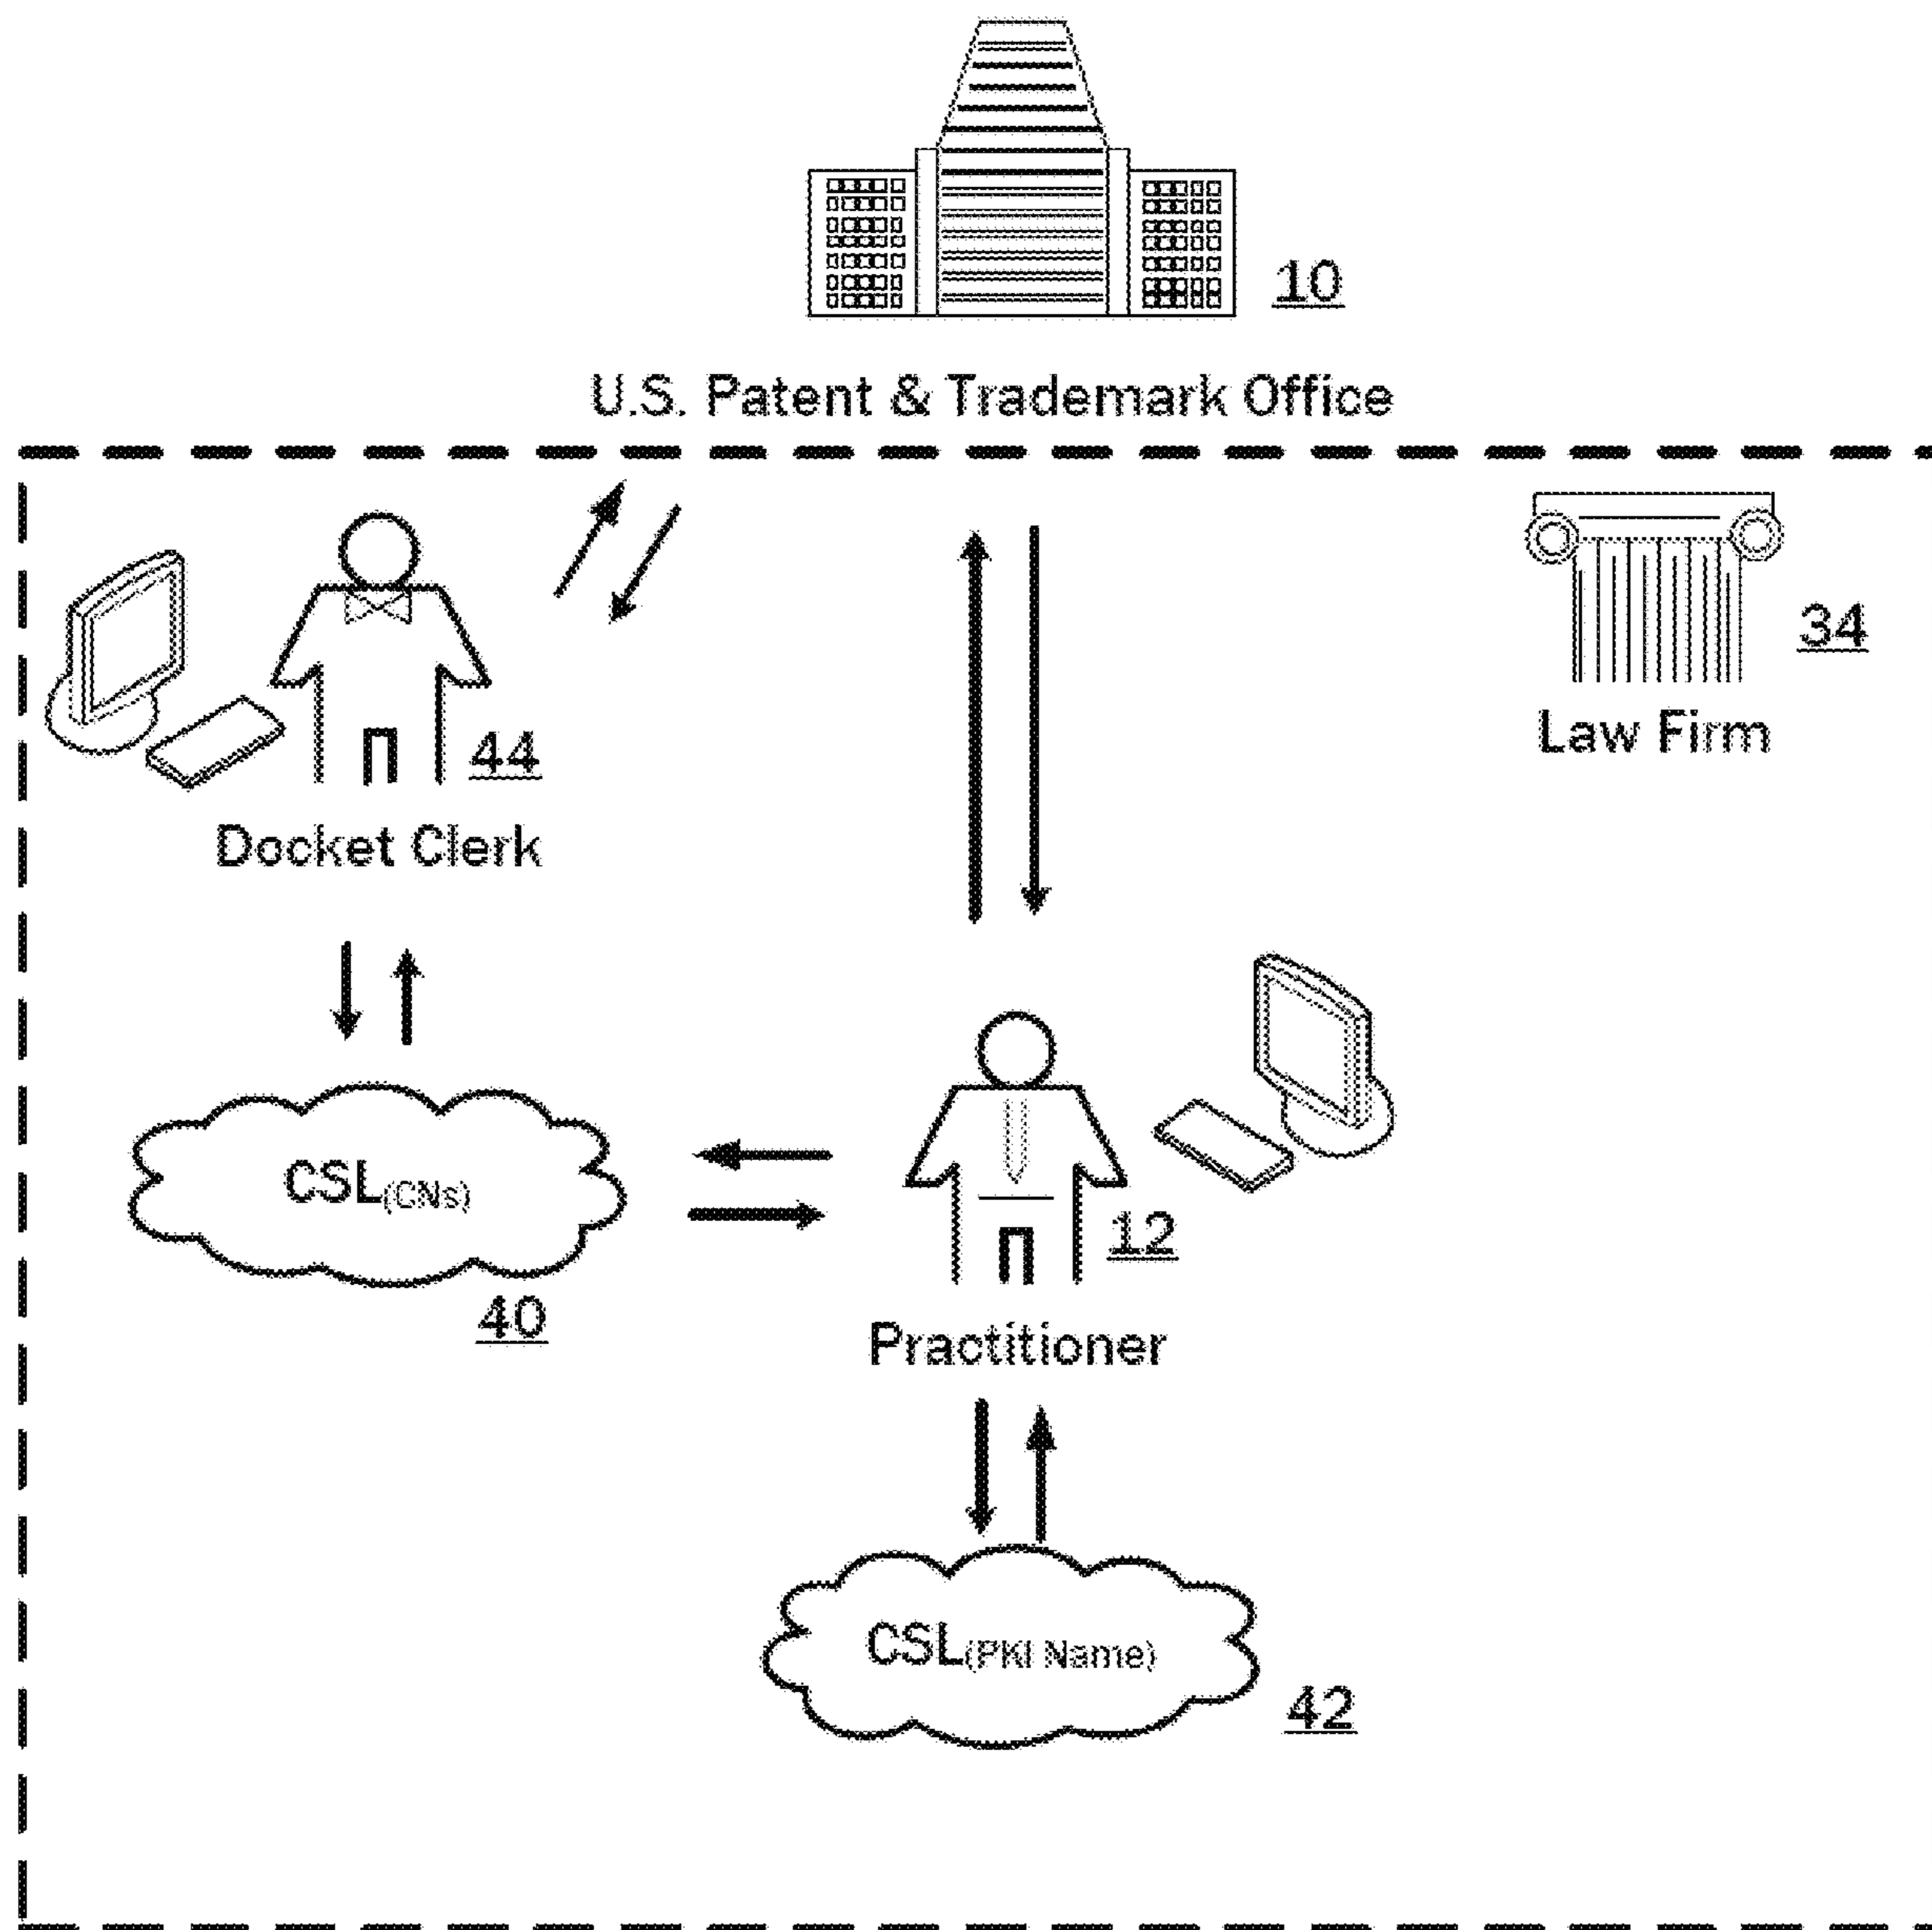 10
U.S. Patent & Trademark Office
34
Law Firm
44
Docket Clerk
CSL(CNs)
40
12
Practitioner
CSL(PKI Name)
42